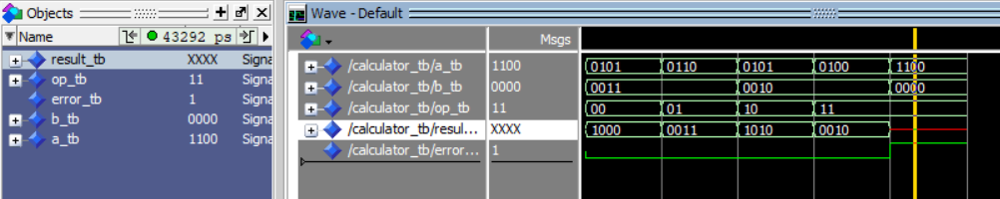 Objects
Name
43292 ps
result_tb XXXX Signa
op_tb 11 Signa
error_tb 1 Signa
b_tb 0000 Signa
a_tb 1100 Signa
Wave - Default
Msgs
/calculator_tb/a_tb 1100 0101 0110 0101 0100 1100
/calculator_tb/b_tb 0000 0011 0010 0000
/calculator_tb/op_tb 11 00 01 10 11
/calculator_tb/resul... XXXX 1000 0011 1010 0010
/calculator_tb/error... 1